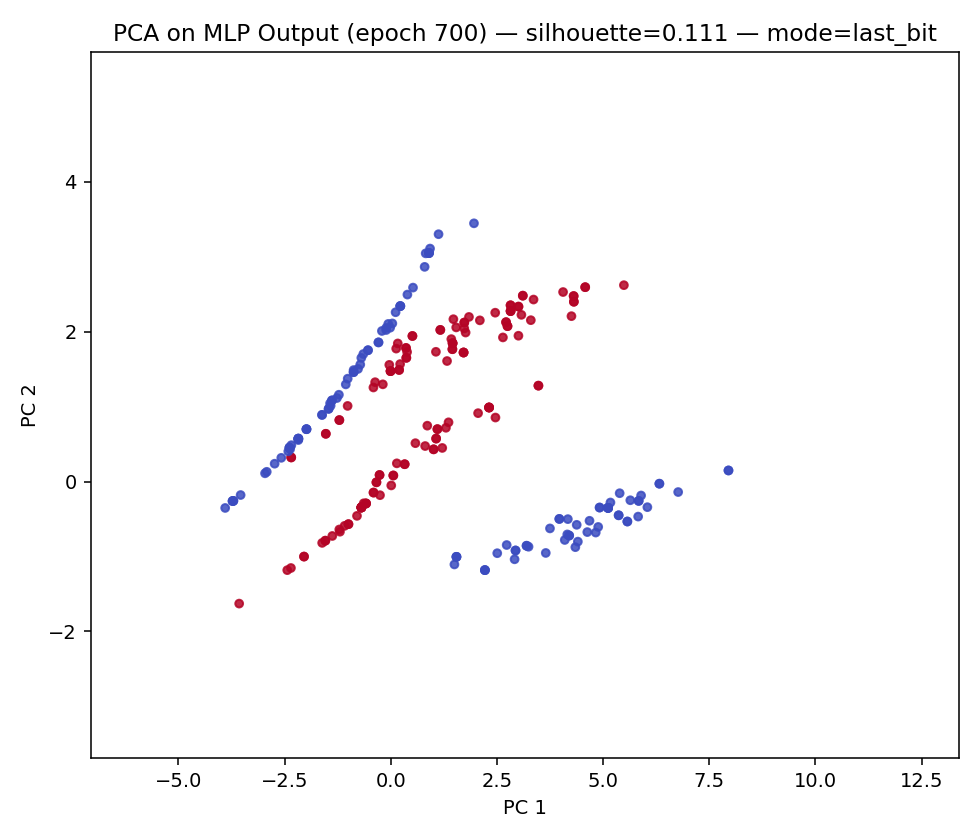 PCA on MLP Output (epoch 700) — silhouette=0.111 — mode=last_bit
4
2
0
−2
PC 2
−5.0 −2.5 0.0 2.5 5.0 7.5 10.0 12.5
PC 1